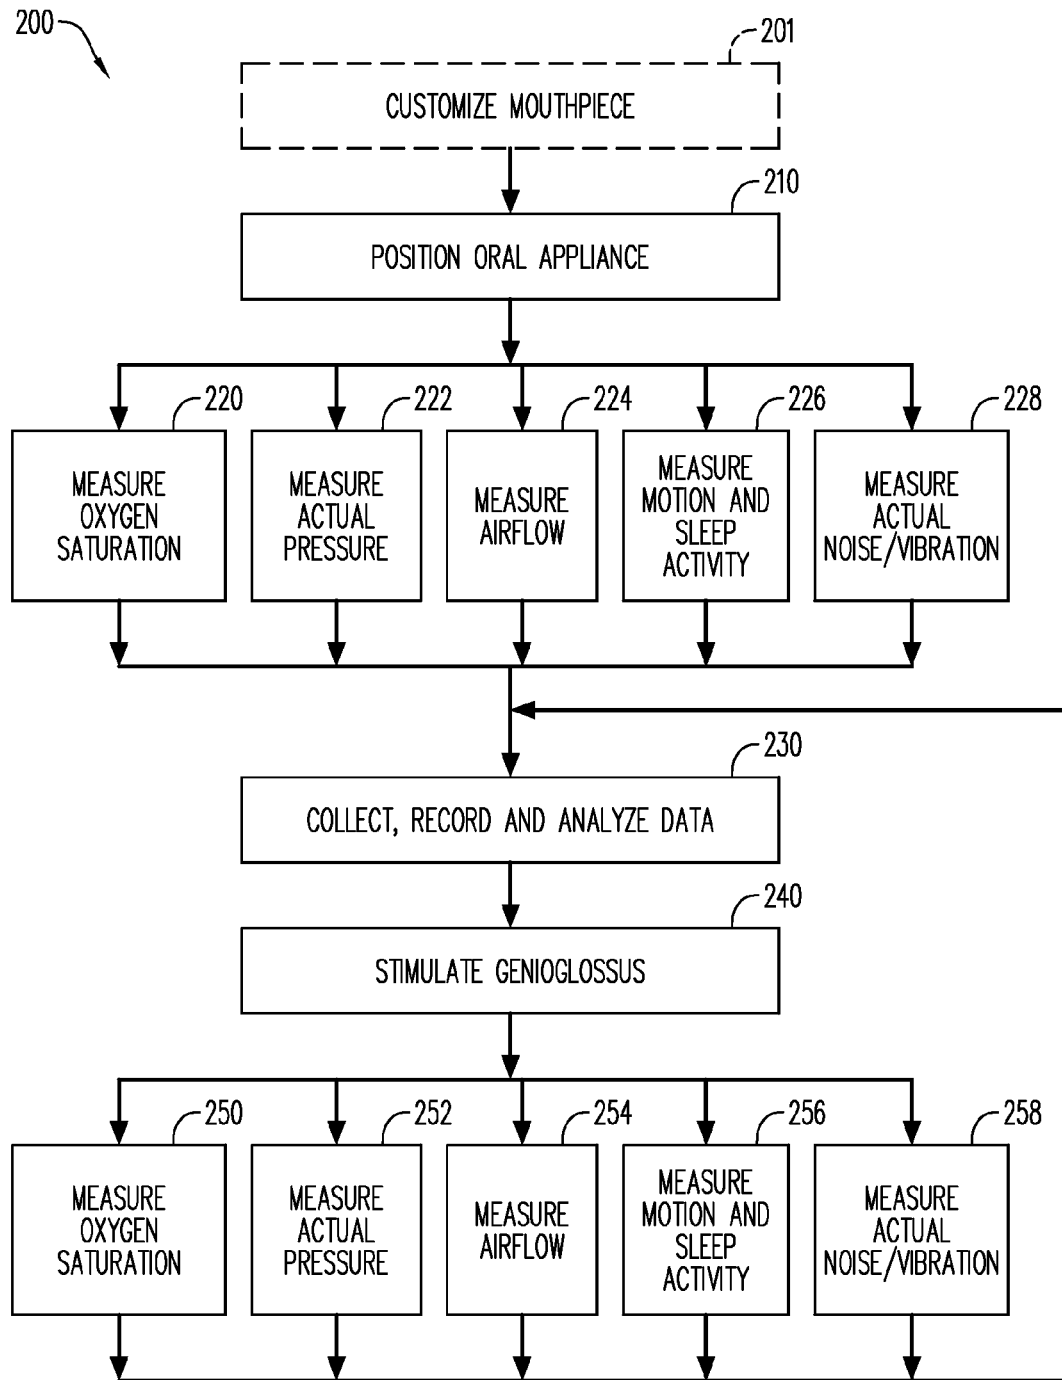 200
201
CUSTOMIZE MOUTHPIECE
210
POSITION ORAL APPLIANCE
220
MEASURE
OXYGEN
SATURATION
222
MEASURE
ACTUAL
PRESSURE
224
MEASURE
AIRFLOW
226
MEASURE
MOTION AND
SLEEP
ACTIVITY
228
MEASURE
ACTUAL
NOISE/VIBRATION
230
COLLECT, RECORD AND ANALYZE DATA
240
STIMULATE GENIOGLOSSUS
250
MEASURE
OXYGEN
SATURATION
252
MEASURE
ACTUAL
PRESSURE
254
MEASURE
AIRFLOW
256
MEASURE
MOTION AND
SLEEP
ACTIVITY
258
MEASURE
ACTUAL
NOISE/VIBRATION